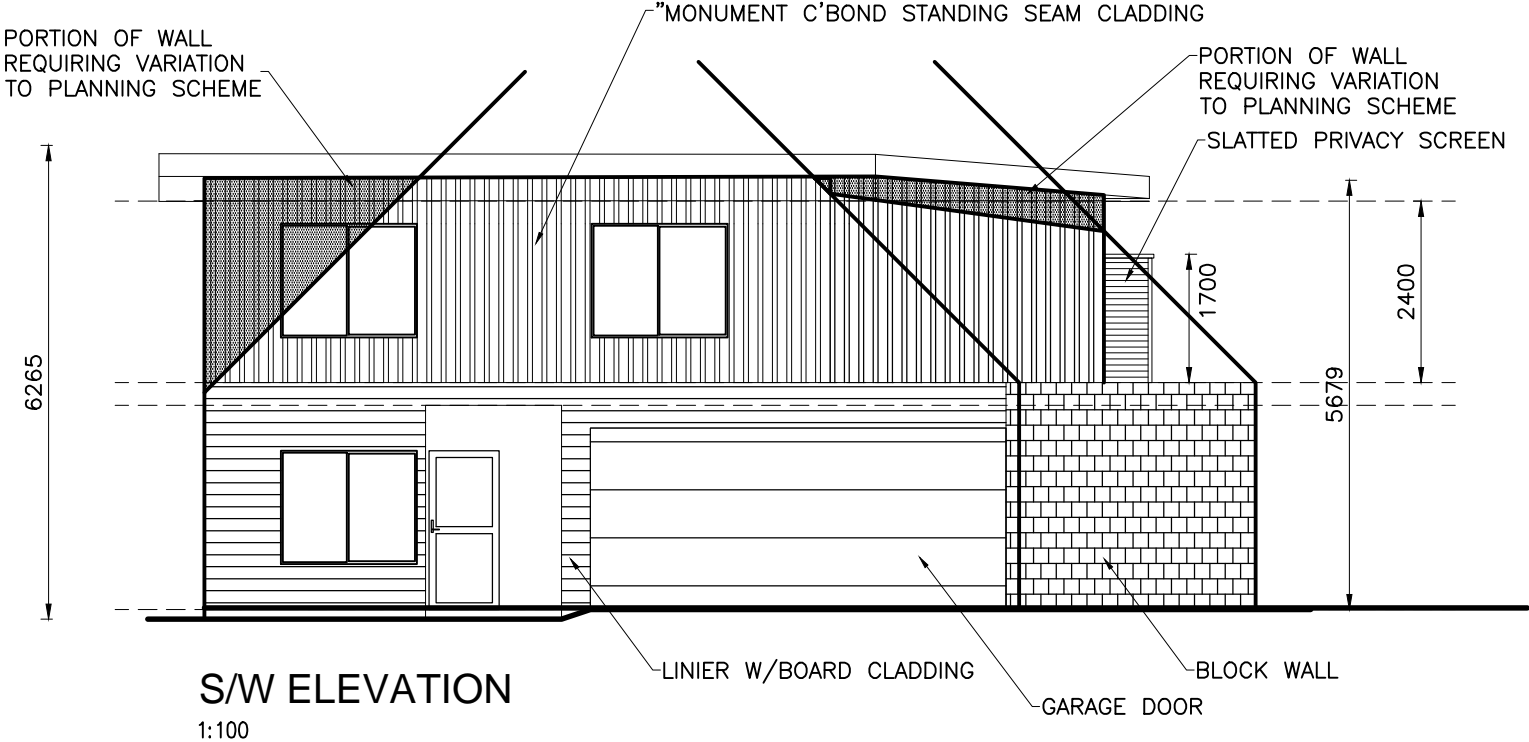 "MONUMENT C'BOND STANDING SEAM CLADDING
PORTION OF WALL
REQUIRING VARIATION
TO PLANNING SCHEME
PORTION OF WALL
REQUIRING VARIATION
TO PLANNING SCHEME
SLATTED PRIVACY SCREEN
6265
1700
2400
5679
LINIER W/BOARD CLADDING
BLOCK WALL
GARAGE DOOR
S/W ELEVATION
1:100